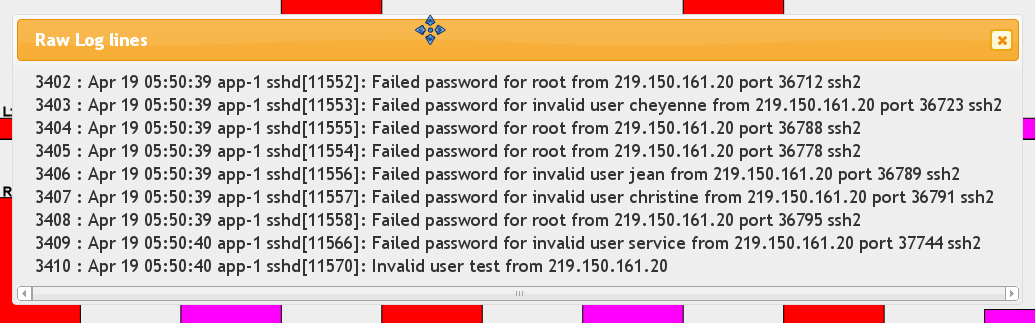 Raw Log lines
3402 : Apr 19 05:50:39 app-1 sshd[11552]: Failed password for root from 219.150.161.20 port 36712 ssh2
3403 : Apr 19 05:50:39 app-1 sshd[11553]: Failed password for invalid user cheyenne from 219.150.161.20 port 36723 ssh2
3404 : Apr 19 05:50:39 app-1 sshd[11555]: Failed password for root from 219.150.161.20 port 36788 ssh2
3405 : Apr 19 05:50:39 app-1 sshd[11554]: Failed password for root from 219.150.161.20 port 36778 ssh2
3406 : Apr 19 05:50:39 app-1 sshd[11556]: Failed password for invalid user jean from 219.150.161.20 port 36789 ssh2
3407 : Apr 19 05:50:39 app-1 sshd[11557]: Failed password for invalid user christine from 219.150.161.20 port 36791 ssh2
3408 : Apr 19 05:50:39 app-1 sshd[11558]: Failed password for root from 219.150.161.20 port 36795 ssh2
3409 : Apr 19 05:50:40 app-1 sshd[11566]: Failed password for invalid user service from 219.150.161.20 port 37744 ssh2
3410 : Apr 19 05:50:40 app-1 sshd[11570]: Invalid user test from 219.150.161.20